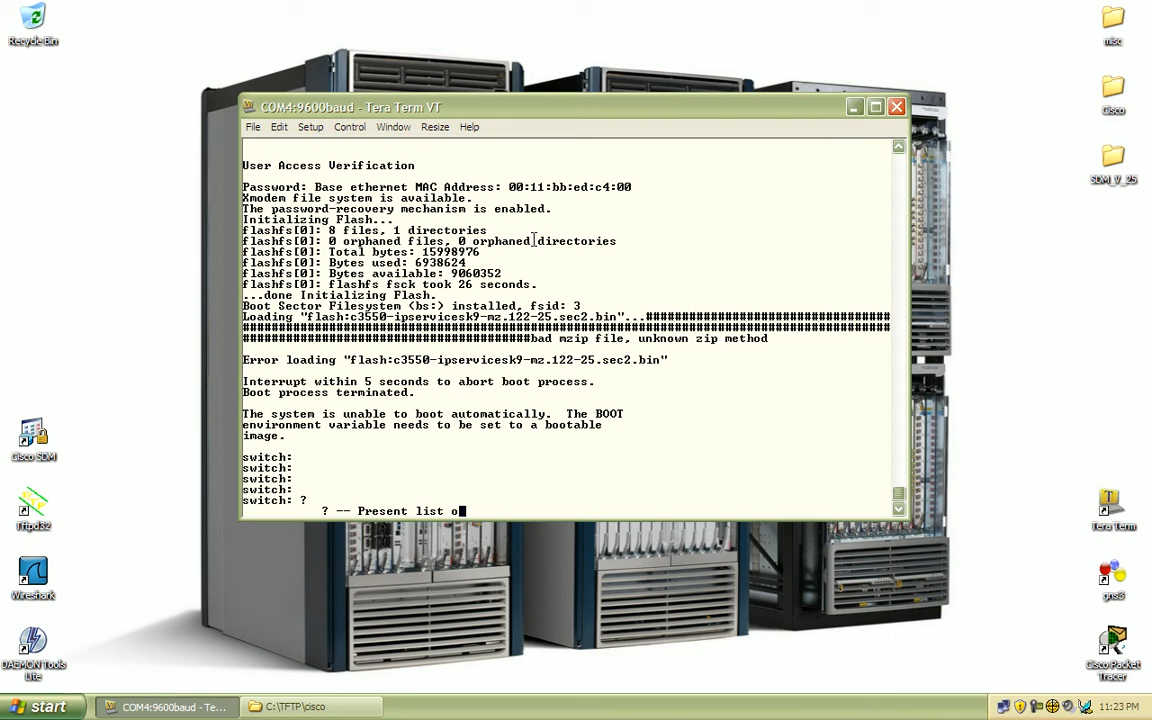 Recycle Bin
misc
Cisco
SDM_V_25
COM4:9600baud - Tera Term VT
File Edit Setup Control Window Resize Help
User Access Verification
Password: Base ethernet MAC Address: 00:11:bb:ed:c4:00
Xmodem file system is available.
The password-recovery mechanism is enabled.
Initializing Flash...
flashfs[0]: 8 files, 1 directories
flashfs[0]: 0 orphaned files, 0 orphaned directories
flashfs[0]: Total bytes: 15998976
flashfs[0]: Bytes used: 6938624
flashfs[0]: Bytes available: 9060352
flashfs[0]: flashfs fsck took 26 seconds.
...done Initializing Flash.
Boot Sector Filesystem (bs:) installed, fsid: 3
Loading "flash:c3550-ipservicesk9-mz.122-25.sec2.bin"...##################################
##########################################################################################
########################################bad mzip file, unknown zip method
Error loading "flash:c3550-ipservicesk9-mz.122-25.sec2.bin"
Interrupt within 5 seconds to abort boot process.
Boot process terminated.
The system is unable to boot automatically.  The BOOT
environment variable needs to be set to a bootable
image.
switch:
switch:
switch:
switch:
switch: ?
? -- Present list o
Cisco SDM
Tftpd32
Wireshark
DAEMON Tools
Lite
Tera Term
gns3
Cisco Packet
Tracer
start
COM4:9600baud - Te...
C:\TFTP\cisco
11:23 PM